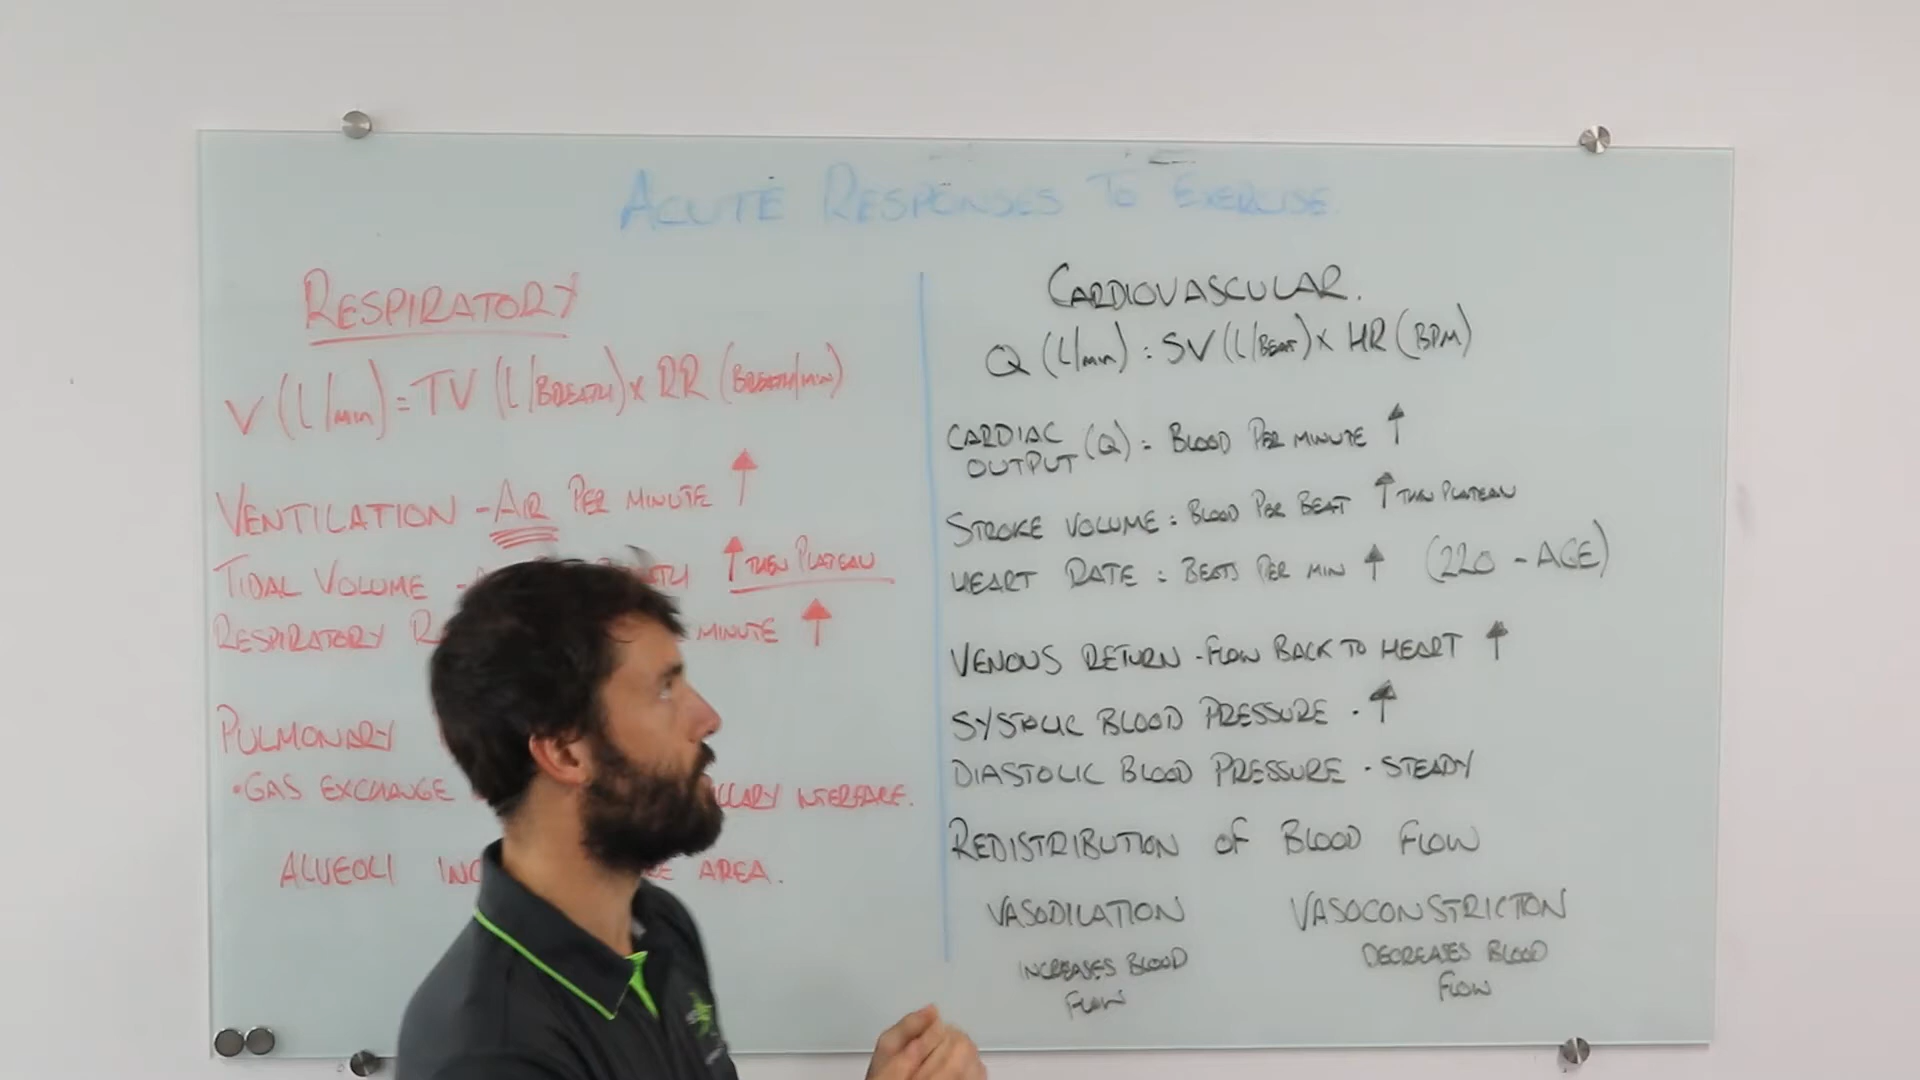 ACUTE RESPONSES TO EXERCISE.
RESPIRATORY
V (L/min) = TV (L/BREATH) x RR (BREATH/MIN)
VENTILATION - AIR PER MINUTE ↑
TIDAL VOLUME - ↑ THEN PLATEAU
RESPIRATORY MINUTE ↑
PULMONARY
• GAS EXCHANGE INTERFACE.
ALVEOLI INC AREA.
CARDIOVASCULAR.
Q (L/min) = SV (L/BEAT) x HR (BPM)
CARDIAC OUTPUT (Q) = BLOOD PER MINUTE ↑
STROKE VOLUME = BLOOD PER BEAT ↑ THEN PLATEAU
HEART RATE = BEATS PER MIN ↑ (220 - AGE)
VENOUS RETURN - FLOW BACK TO HEART ↑
SYSTOLIC BLOOD PRESSURE • ↑
DIASTOLIC BLOOD PRESSURE • STEADY
REDISTRIBUTION OF BLOOD FLOW
VASODILATION
INCREASES BLOOD
FLOW
VASOCONSTRICTION
DECREASES BLOOD
FLOW